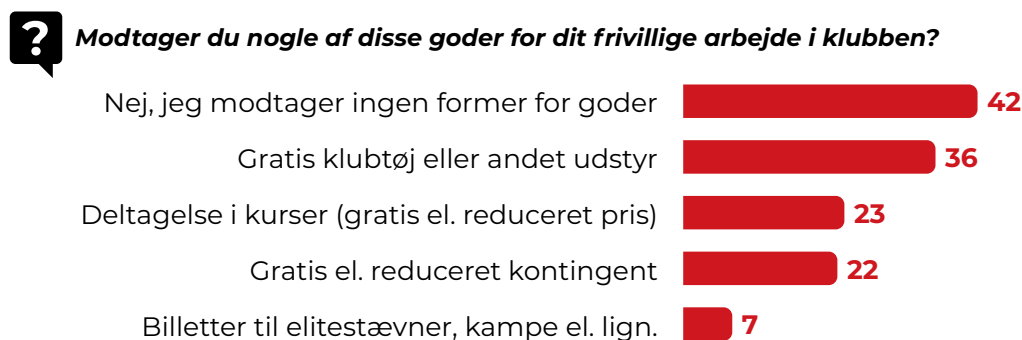 ? Modtager du nogle af disse goder for dit frivillige arbejde i klubben?
Nej, jeg modtager ingen former for goder 42
Gratis klubtøj eller andet udstyr 36
Deltagelse i kurser (gratis el. reduceret pris) 23
Gratis el. reduceret kontingent 22
Billetter til elitestævner, kampe el. lign. 7